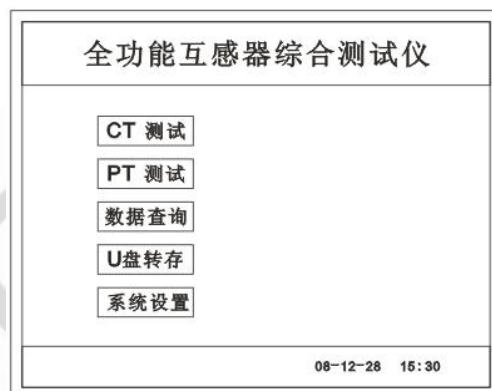 全功能互感器综合测试仪
CT 测试
PT 测试
数据查询
U盘转存
系统设置
08-12-28 15:30